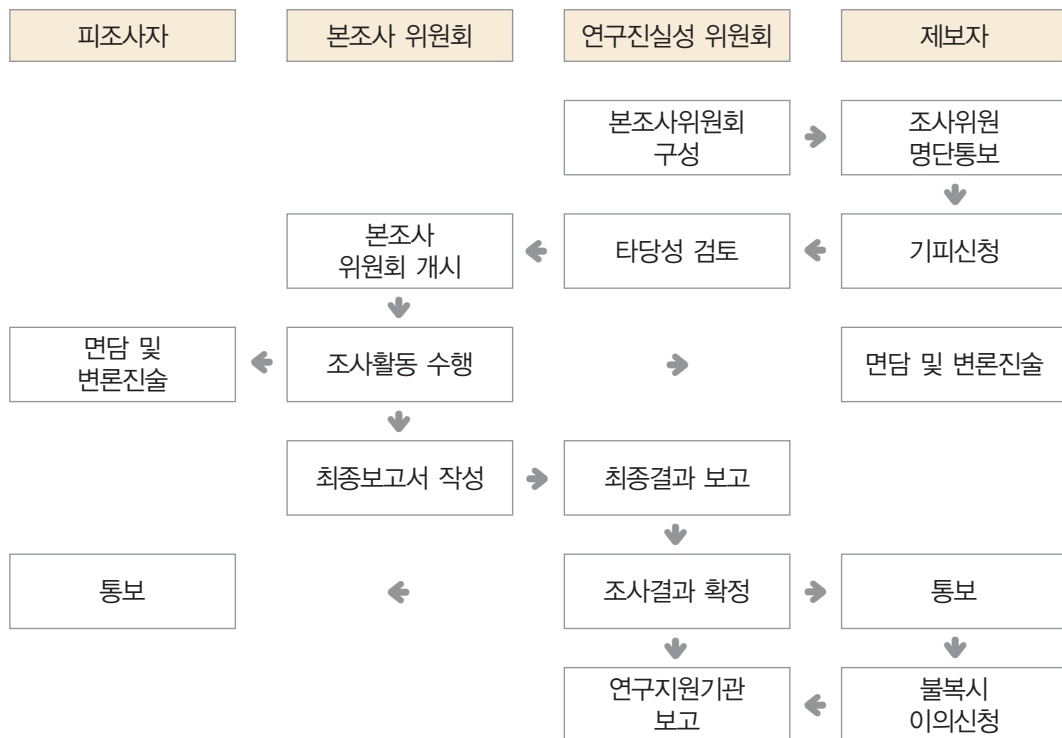 피조사자
본조사 위원회
연구진실성 위원회
제보자
본조사위원회
구성
조사위원
명단통보
본조사
위원회 개시
타당성 검토
기피신청
면담 및
변론진술
조사활동 수행
면담 및 변론진술
최종보고서 작성
최종결과 보고
통보
조사결과 확정
통보
연구지원기관
보고
불복시
이의신청